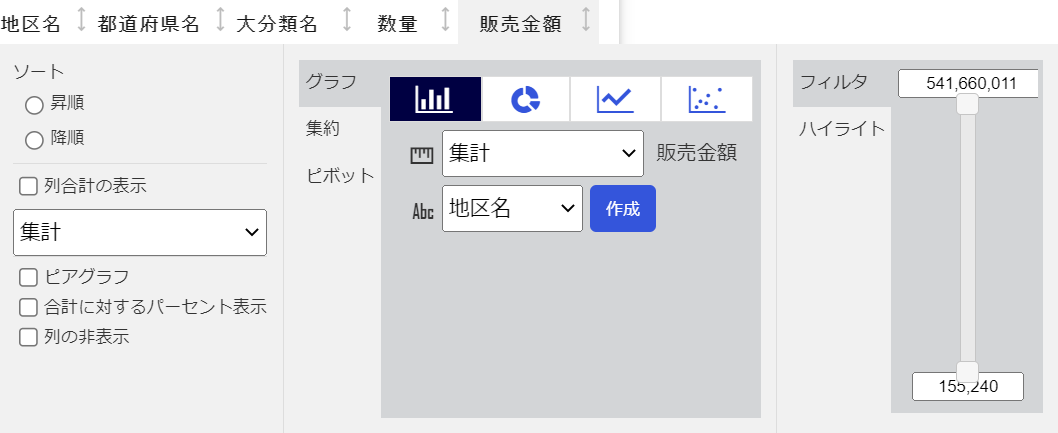 地区名 都道府県名 大分類名 数量 販売金額
ソート
昇順
降順
列合計の表示
集計
ピアグラフ
合計に対するパーセント表示
列の非表示
グラフ
集約
ピボット
集計 販売金額
Abc 地区名 作成
フィルタ
ハイライト
541,660,011
155,240